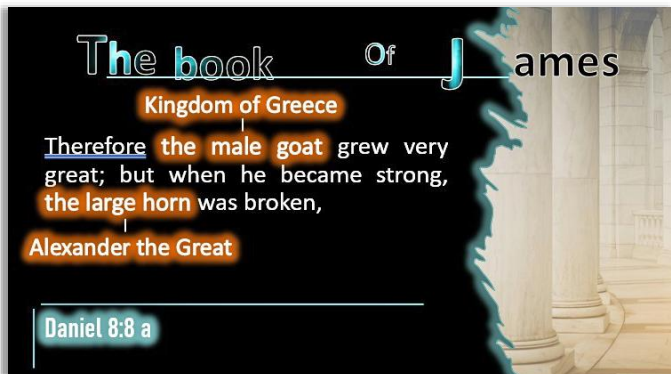 The book Of James
Kingdom of Greece
Therefore the male goat grew very
great; but when he became strong,
the large horn was broken,
Alexander the Great
Daniel 8:8 a